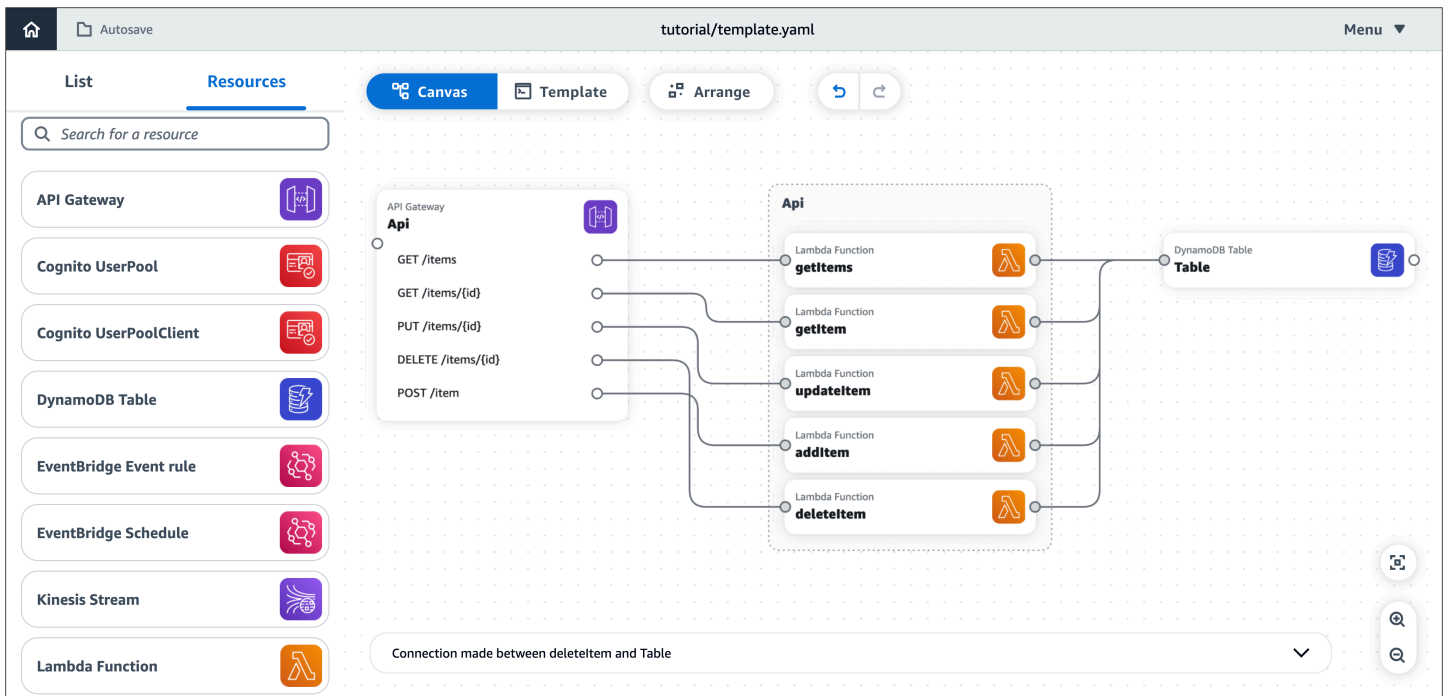 Autosave
tutorial/template.yaml
Menu
List
Resources
Canvas
Template
Arrange
Search for a resource
API Gateway
Cognito UserPool
Cognito UserPoolClient
DynamoDB Table
EventBridge Event rule
EventBridge Schedule
Kinesis Stream
Lambda Function
API Gateway
Api
GET /items
GET /items/{id}
PUT /items/{id}
DELETE /items/{id}
POST /item
Api
Lambda Function
getItems
Lambda Function
getItem
Lambda Function
updateItem
Lambda Function
addItem
Lambda Function
deleteItem
DynamoDB Table
Table
Connection made between deleteItem and Table